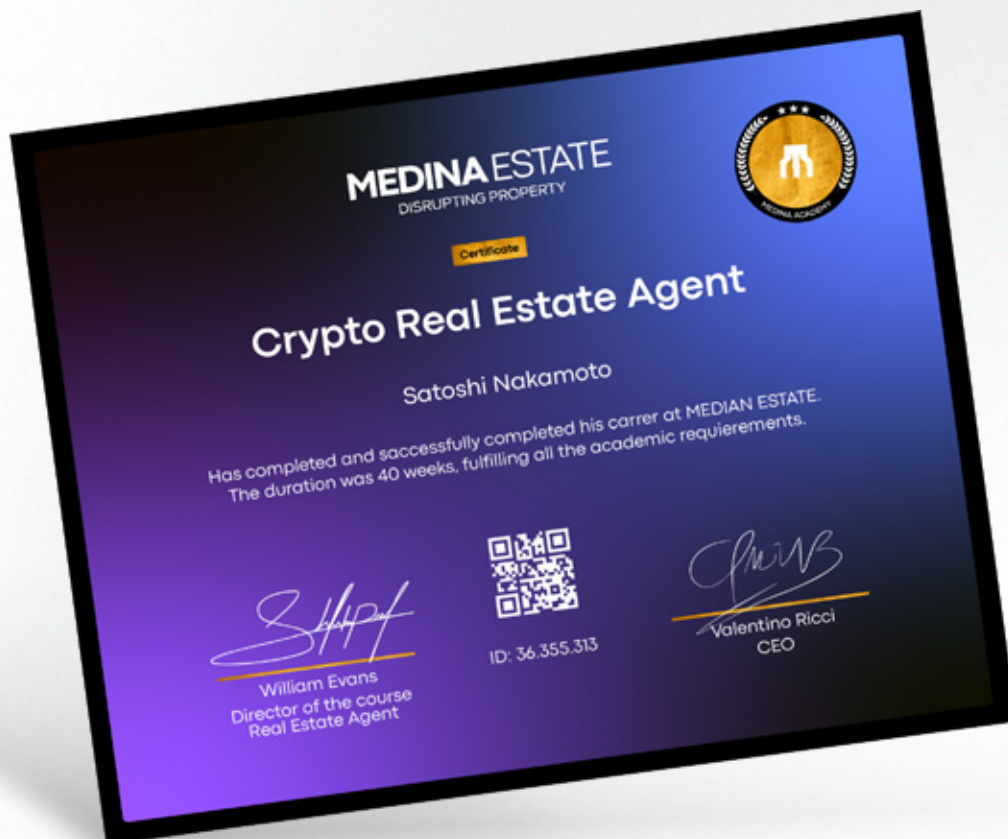 MEDINA ESTATE
DISRUPTING PROPERTY
MEDINA ACADEMY
Certificate
Crypto Real Estate Agent
Satoshi Nakamoto
Has completed and saccessfully completed his carrer at MEDIAN ESTATE.
The duration was 40 weeks, fulfilling all the academic requierements.
William Evans
Director of the course
Real Estate Agent
ID: 36.355.313
Valentino Ricci
CEO